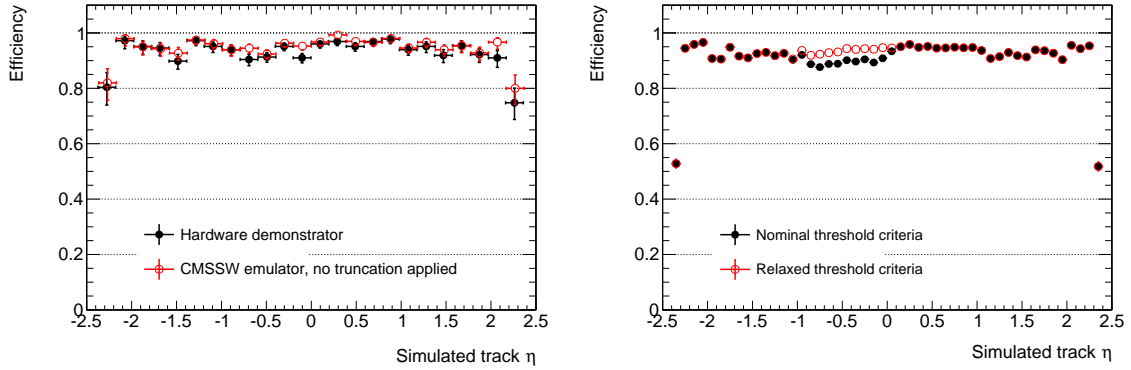 Efficiency
1
0.8
0.6
0.4
0.2
0
Hardware demonstrator
CMSSW emulator, no truncation applied
-2.5 -2 -1.5 -1 -0.5 0 0.5 1 1.5 2 2.5
Simulated track η
Efficiency
1
0.8
0.6
0.4
0.2
0
Nominal threshold criteria
Relaxed threshold criteria
-2.5 -2 -1.5 -1 -0.5 0 0.5 1 1.5 2 2.5
Simulated track η